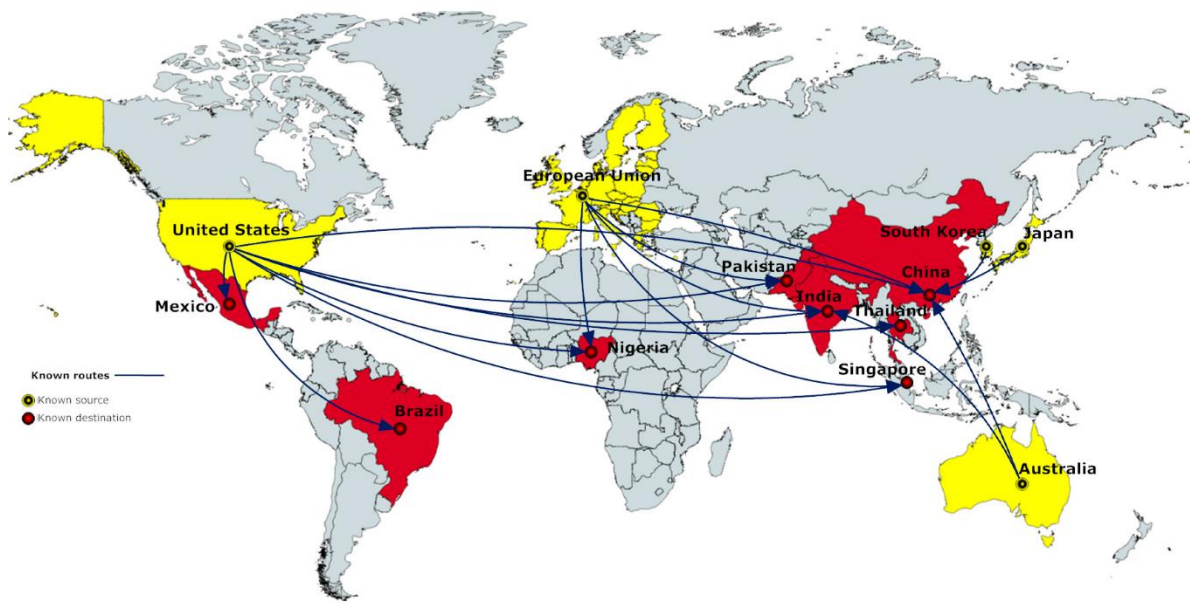 European Union
United States
South Korea
Japan
Pakistan
China
Mexico
India
Thailand
Nigeria
Singapore
Known routes
Known source
Known destination
Brazil
Australia